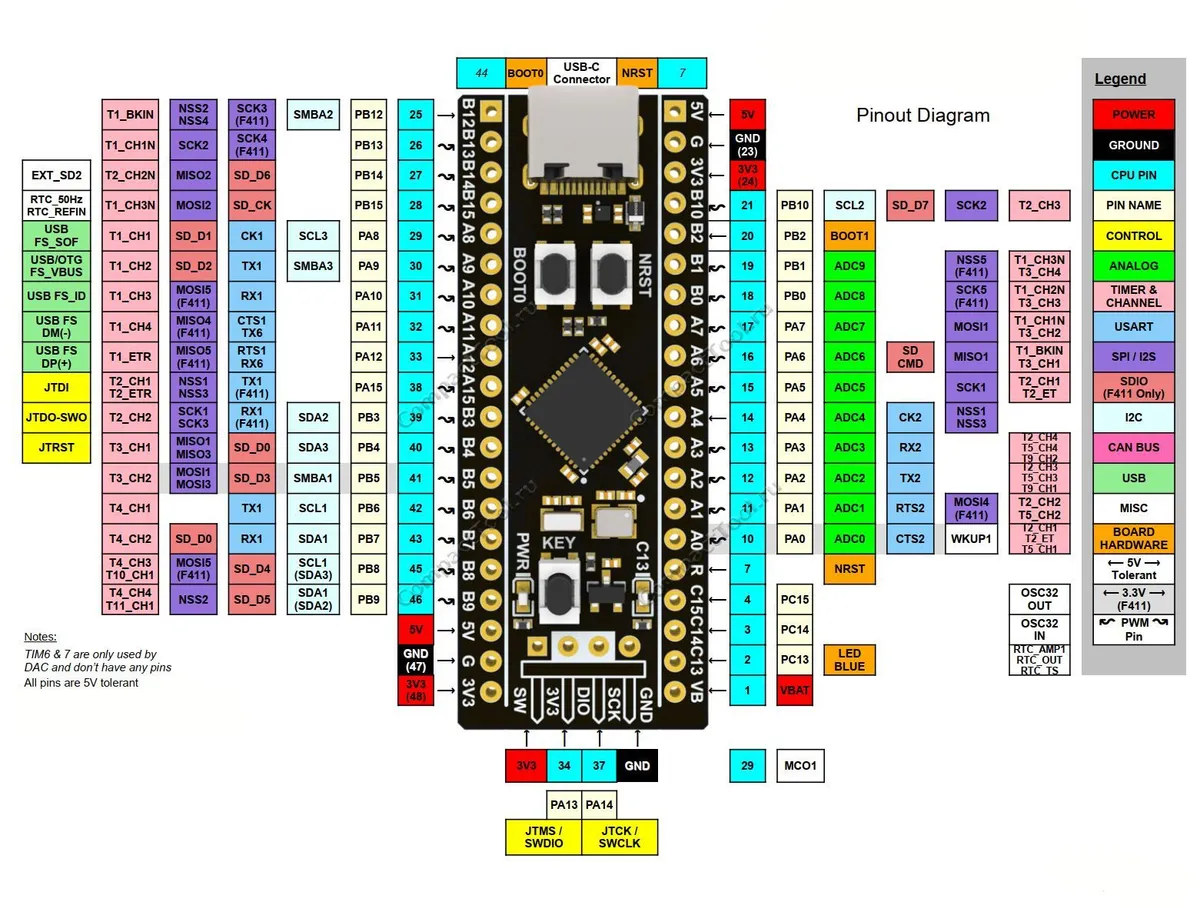 44 BOOT0 USB-C Connector NRST 7
Pinout Diagram
T1_BKIN NSS2 NSS4 SCK3 (F411) SMBA2 PB12 25
T1_CH1N SCK2 SCK4 (F411) PB13 26
EXT_SD2 T2_CH2N MISO2 SD_D6 PB14 27
RTC_50Hz RTC_REFIN T1_CH3N MOSI2 SD_CK PB15 28
USB FS_SOF T1_CH1 SD_D1 CK1 SCL3 PA8 29
USB/OTG FS_VBUS T1_CH2 SD_D2 TX1 SMBA3 PA9 30
USB FS_ID T1_CH3 MOSI5 (F411) RX1 PA10 31
USB FS DM(-) T1_CH4 MISO4 (F411) CTS1 TX6 PA11 32
USB FS DP(+) T1_ETR MISO5 (F411) RTS1 RX6 PA12 33
JTDI T2_CH1 T2_ETR NSS1 NSS3 TX1 (F411) PA15 38
JTDO-SWO T2_CH2 SCK1 SCK3 RX1 (F411) SDA2 PB3 39
JTRST T3_CH1 MISO1 MISO3 SD_D0 SDA3 PB4 40
T3_CH2 MOSI1 MOSI3 SD_D3 SMBA1 PB5 41
T4_CH1 TX1 SCL1 PB6 42
T4_CH2 SD_D0 RX1 SDA1 PB7 43
T4_CH3 T10_CH1 MOSI5 (F411) SD_D4 SCL1 (SDA3) PB8 45
T4_CH4 T11_CH1 NSS2 SD_D5 SDA1 (SDA2) PB9 46
5V
GND (47)
3V3 (48)
Notes:
TIM6 & 7 are only used by
DAC and don't have any pins
All pins are 5V tolerant
B12 B13 B14 B15 A8 A9 A10 A11 A12 A15 B3 B4 B5 B6 B7 B8 B9 5V G 3V3
BOOT0 NRST
KEY
PWR C13
SW 3V3 DIO SCK GND
5V G 3V3 B10 B2 B1 B0 A7 A6 A5 A4 A3 A2 A1 A0 R C15 C14 C13 VB
CompactTool.ru
CompactTool.ru
5V
GND (23)
3V3 (24)
21 PB10 SCL2 SD_D7 SCK2 T2_CH3
20 PB2 BOOT1
19 PB1 ADC9 NSS5 (F411) T1_CH3N T3_CH4
18 PB0 ADC8 SCK5 (F411) T1_CH2N T3_CH3
17 PA7 ADC7 MOSI1 T1_CH1N T3_CH2
16 PA6 ADC6 SD CMD MISO1 T1_BKIN T3_CH1
15 PA5 ADC5 SCK1 T2_CH1 T2_ET
14 PA4 ADC4 CK2 NSS1 NSS3
13 PA3 ADC3 RX2 T2_CH4 T5_CH4 T9_CH2
12 PA2 ADC2 TX2 T2_CH3 T5_CH3 T9_CH1
11 PA1 ADC1 RTS2 MOSI4 (F411) T2_CH2 T5_CH2
10 PA0 ADC0 CTS2 WKUP1 T2_CH1 T2_ET T5_CH1
7 NRST
4 PC15 OSC32 OUT
3 PC14 OSC32 IN
2 PC13 LED BLUE RTC_AMP1 RTC_OUT RTC_TS
1 VBAT
29 MCO1
3V3 34 37 GND
PA13 PA14
JTMS / SWDIO JTCK / SWCLK
Legend
POWER
GROUND
CPU PIN
PIN NAME
CONTROL
ANALOG
TIMER & CHANNEL
USART
SPI / I2S
SDIO (F411 Only)
I2C
CAN BUS
USB
MISC
BOARD HARDWARE
5V Tolerant
3.3V (F411)
PWM Pin